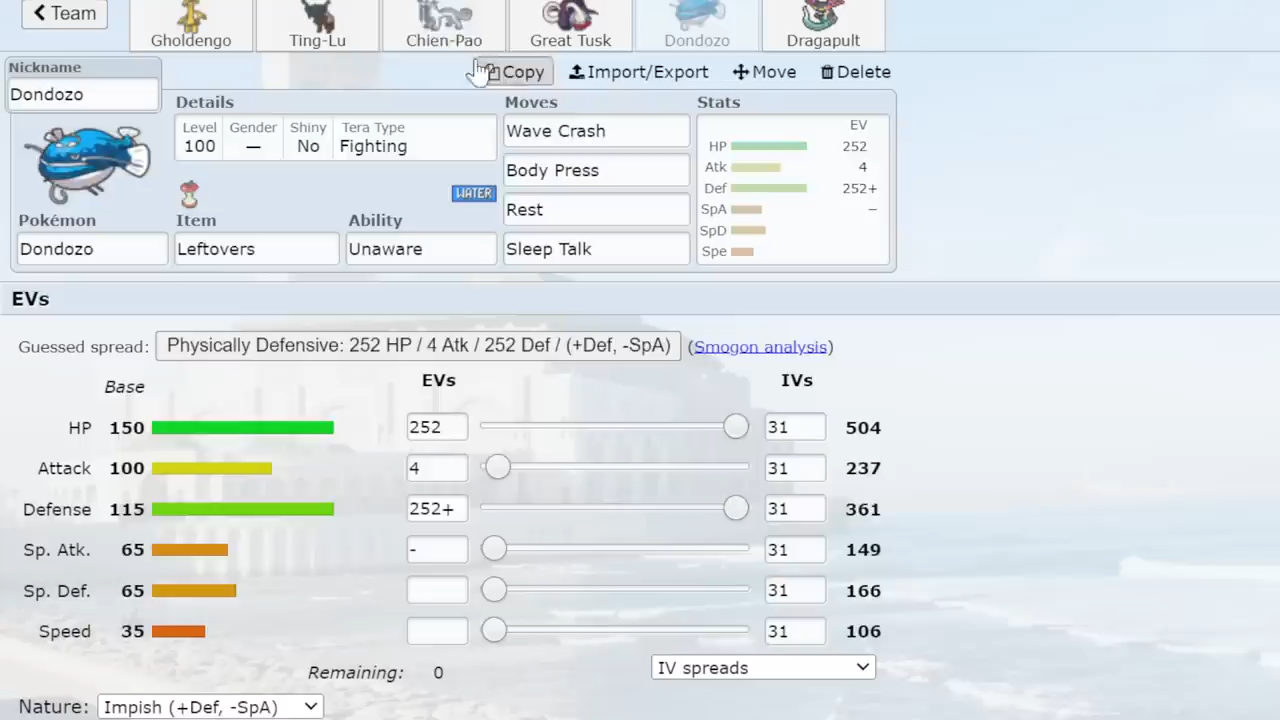 Team
Gholdengo
Ting-Lu
Chien-Pao
Great Tusk
Dondozo
Dragapult
Copy
Import/Export
Move
Delete
Nickname
Dondozo
Details
Moves
Stats
Level
Gender
Shiny
Tera Type
100
—
No
Fighting
WATER
Pokémon
Item
Ability
Dondozo
Leftovers
Unaware
Wave Crash
Body Press
Rest
Sleep Talk
EV
HP 252
Atk 4
Def 252+
SpA –
SpD
Spe
EVs
Guessed spread: Physically Defensive: 252 HP / 4 Atk / 252 Def / (+Def, -SpA) (Smogon analysis)
Base EVs IVs
HP 150 252 31 504
Attack 100 4 31 237
Defense 115 252+ 31 361
Sp. Atk. 65 - 31 149
Sp. Def. 65 31 166
Speed 35 31 106
Remaining: 0 IV spreads
Nature: Impish (+Def, -SpA)